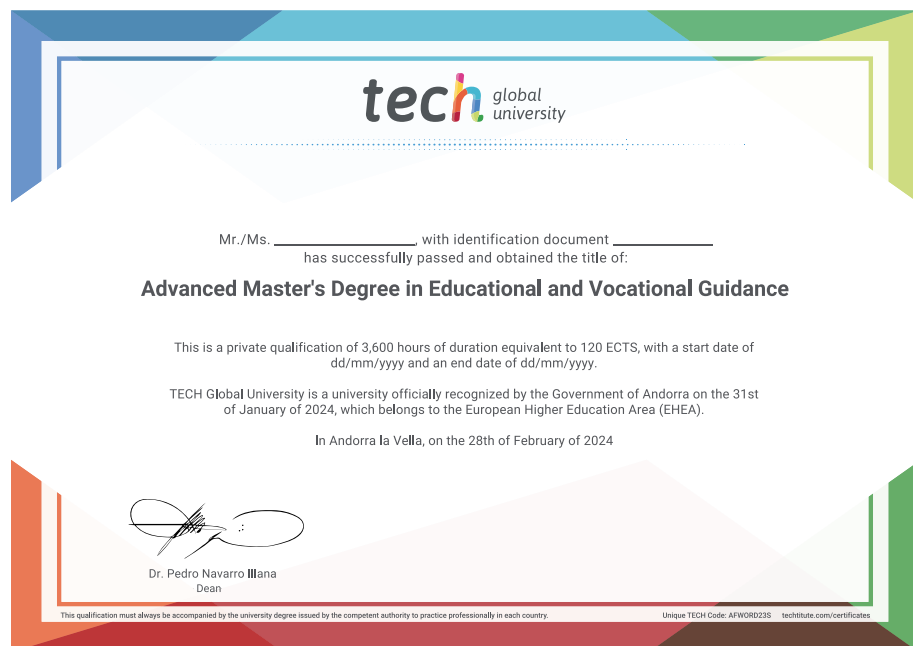 tech global university
Mr./Ms. ____________, with identification document ____________
has successfully passed and obtained the title of:
Advanced Master's Degree in Educational and Vocational Guidance
This is a private qualification of 3,600 hours of duration equivalent to 120 ECTS, with a start date of
dd/mm/yyyy and an end date of dd/mm/yyyy.
TECH Global University is a university officially recognized by the Government of Andorra on the 31st
of January of 2024, which belongs to the European Higher Education Area (EHEA).
In Andorra la Vella, on the 28th of February of 2024
Dr. Pedro Navarro Illana
Dean
This qualification must always be accompanied by the university degree issued by the competent authority to practice professionally in each country.
Unique TECH Code: AFWORD23S techtitute.com/certificates